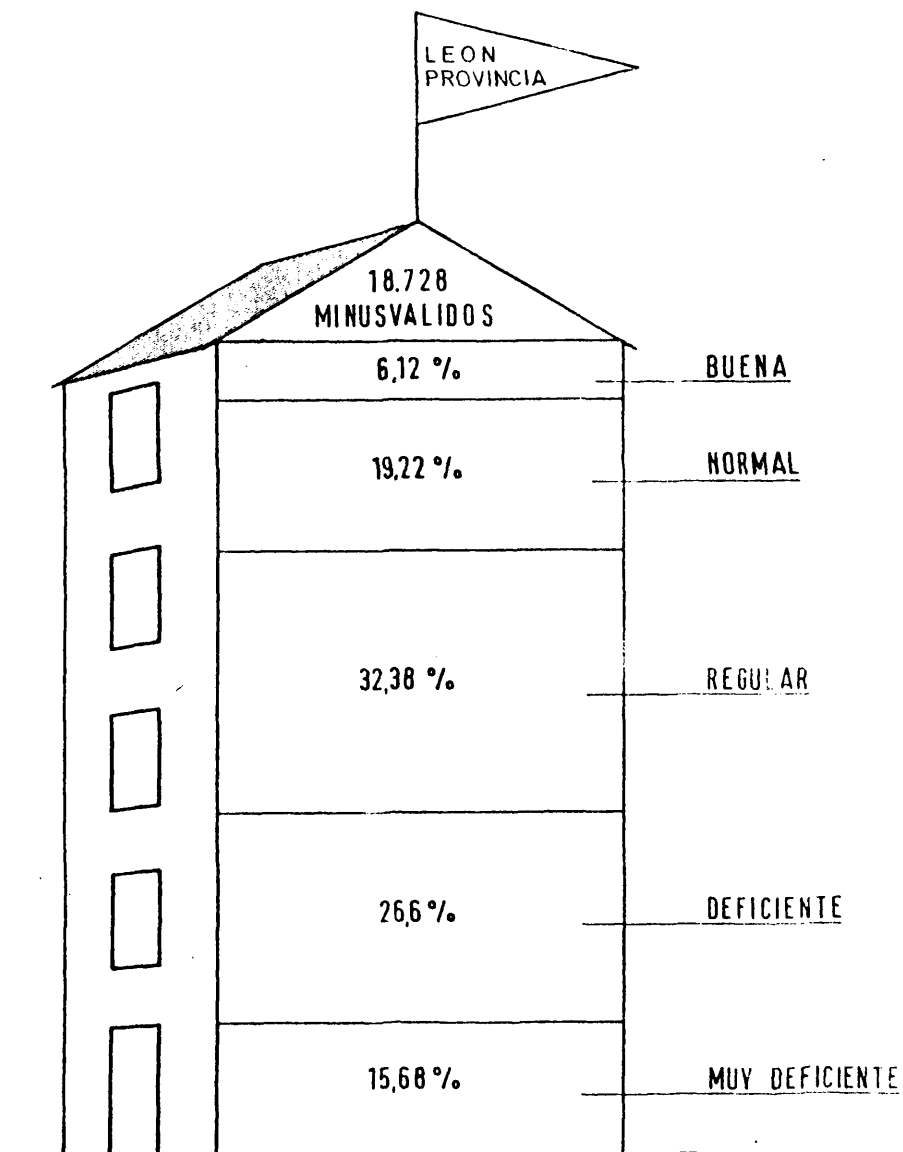 LEON
PROVINCIA
18.728
MINUSVALIDOS
6,12 % BUENA
19,22 % NORMAL
32,38 % REGULAR
26,6 % DEFICIENTE
15,68 % MUY DEFICIENTE